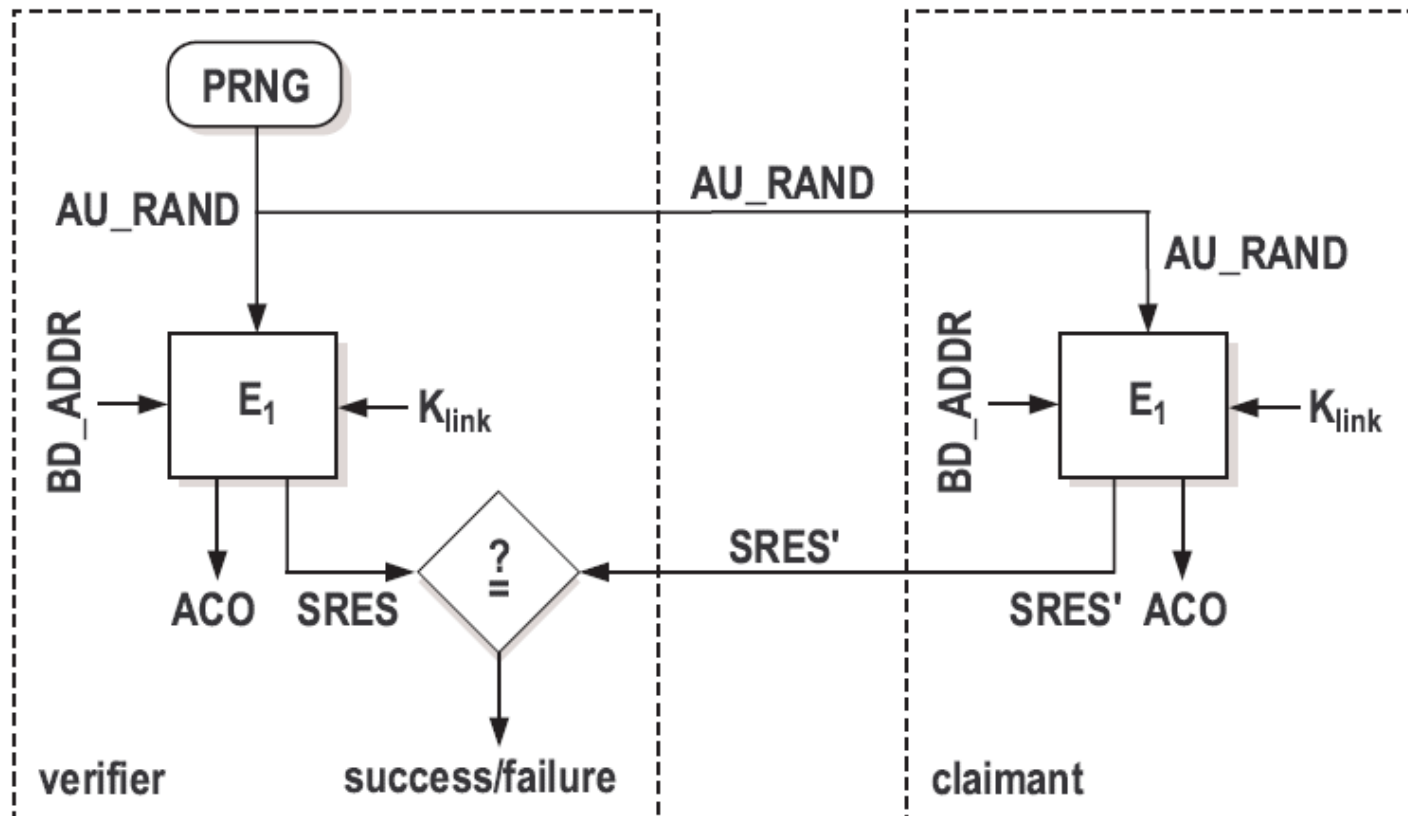 PRNG
AU_RAND
AU_RAND
AU_RAND
BD_ADDR
E1
Klink
BD_ADDR
E1
Klink
SRES'
?
=
ACO
SRES
SRES'
ACO
verifier
success/failure
claimant